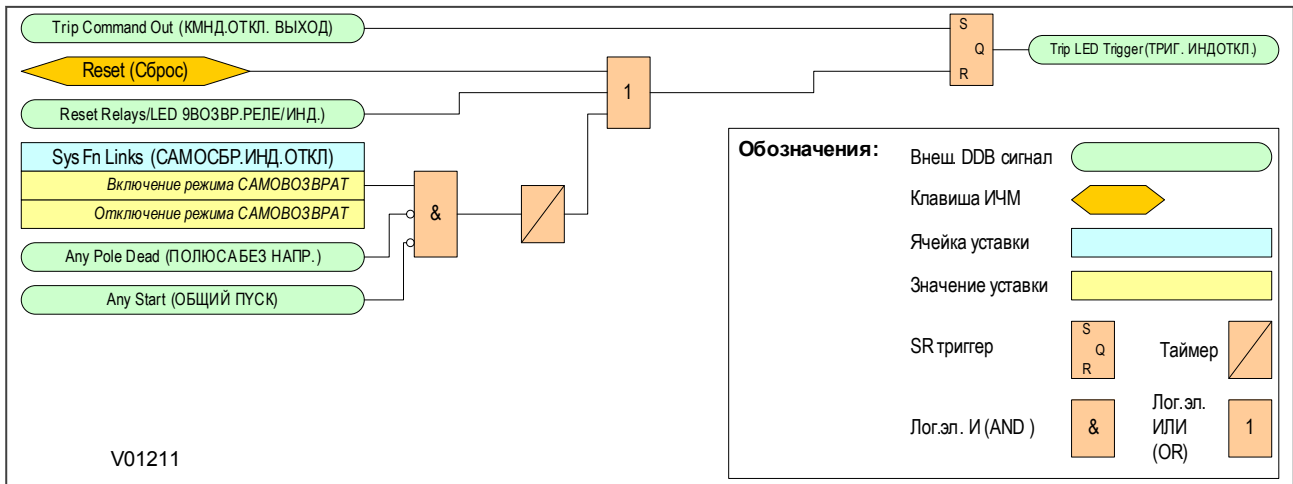 Trip Command Out (КМНД.ОТКЛ. ВЫХОД)
Reset (Сброс)
Reset Relays/LED 9ВОЗВР.РЕЛЕ/ИНД.)
Sys Fn Links (САМОСБР.ИНД.ОТКЛ)
Включение режима САМОВОЗВРАТ
Отключение режима САМОВОЗВРАТ
Any Pole Dead (ПОЛЮСА БЕЗ НАПР.)
Any Start (ОБЩИЙ ПУСК)
&
1
S
Q
R
Trip LED Trigger (ТРИГ. ИНДОТКЛ.)
Обозначения:
Внеш. DDB сигнал
Клавиша ИЧМ
Ячейка уставки
Значение уставки
SR триггер
S
Q
R
Таймер
Лог.эл. И (AND )
&
Лог.эл.
ИЛИ
(OR)
1
V01211